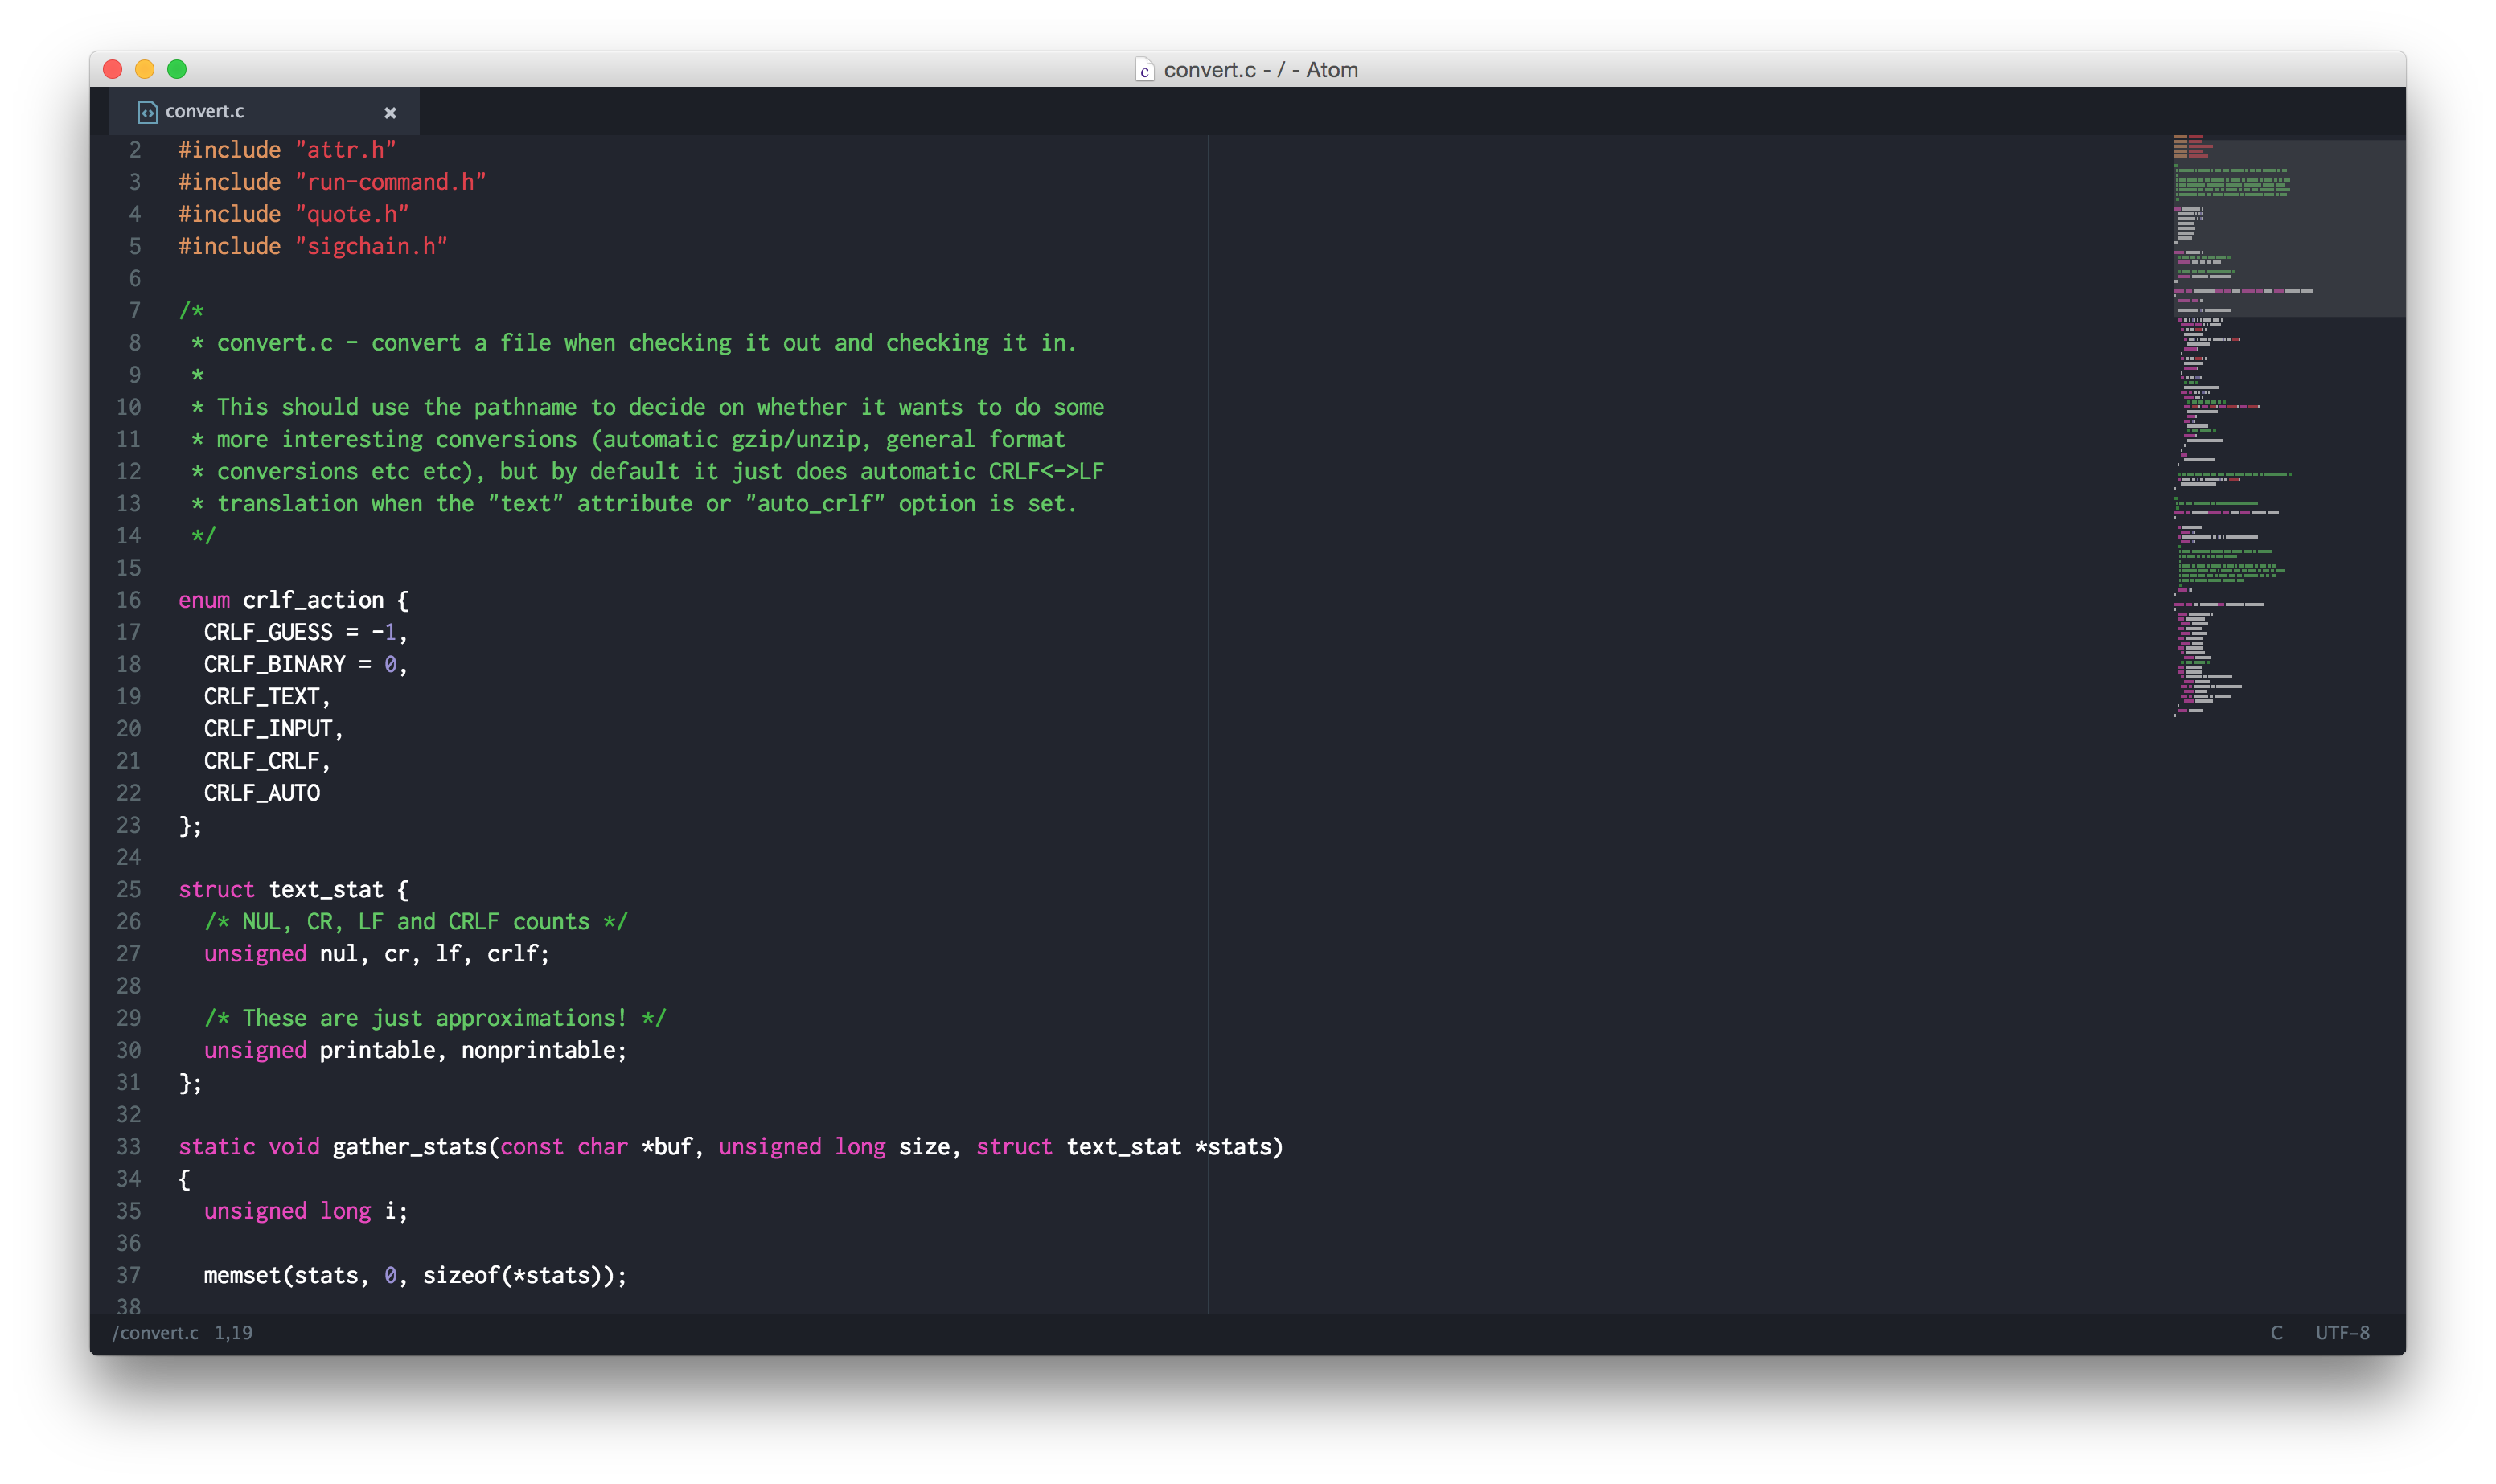 c convert.c - / - Atom
convert.c
2 #include "attr.h"
3 #include "run-command.h"
4 #include "quote.h"
5 #include "sigchain.h"
6
7 /*
8  * convert.c - convert a file when checking it out and checking it in.
9  *
10  * This should use the pathname to decide on whether it wants to do some
11  * more interesting conversions (automatic gzip/unzip, general format
12  * conversions etc etc), but by default it just does automatic CRLF<->LF
13  * translation when the "text" attribute or "auto_crlf" option is set.
14  */
15
16 enum crlf_action {
17   CRLF_GUESS = -1,
18   CRLF_BINARY = 0,
19   CRLF_TEXT,
20   CRLF_INPUT,
21   CRLF_CRLF,
22   CRLF_AUTO
23 };
24
25 struct text_stat {
26   /* NUL, CR, LF and CRLF counts */
27   unsigned nul, cr, lf, crlf;
28
29   /* These are just approximations! */
30   unsigned printable, nonprintable;
31 };
32
33 static void gather_stats(const char *buf, unsigned long size, struct text_stat *stats)
34 {
35   unsigned long i;
36
37   memset(stats, 0, sizeof(*stats));
38
/convert.c 1,19 C UTF-8